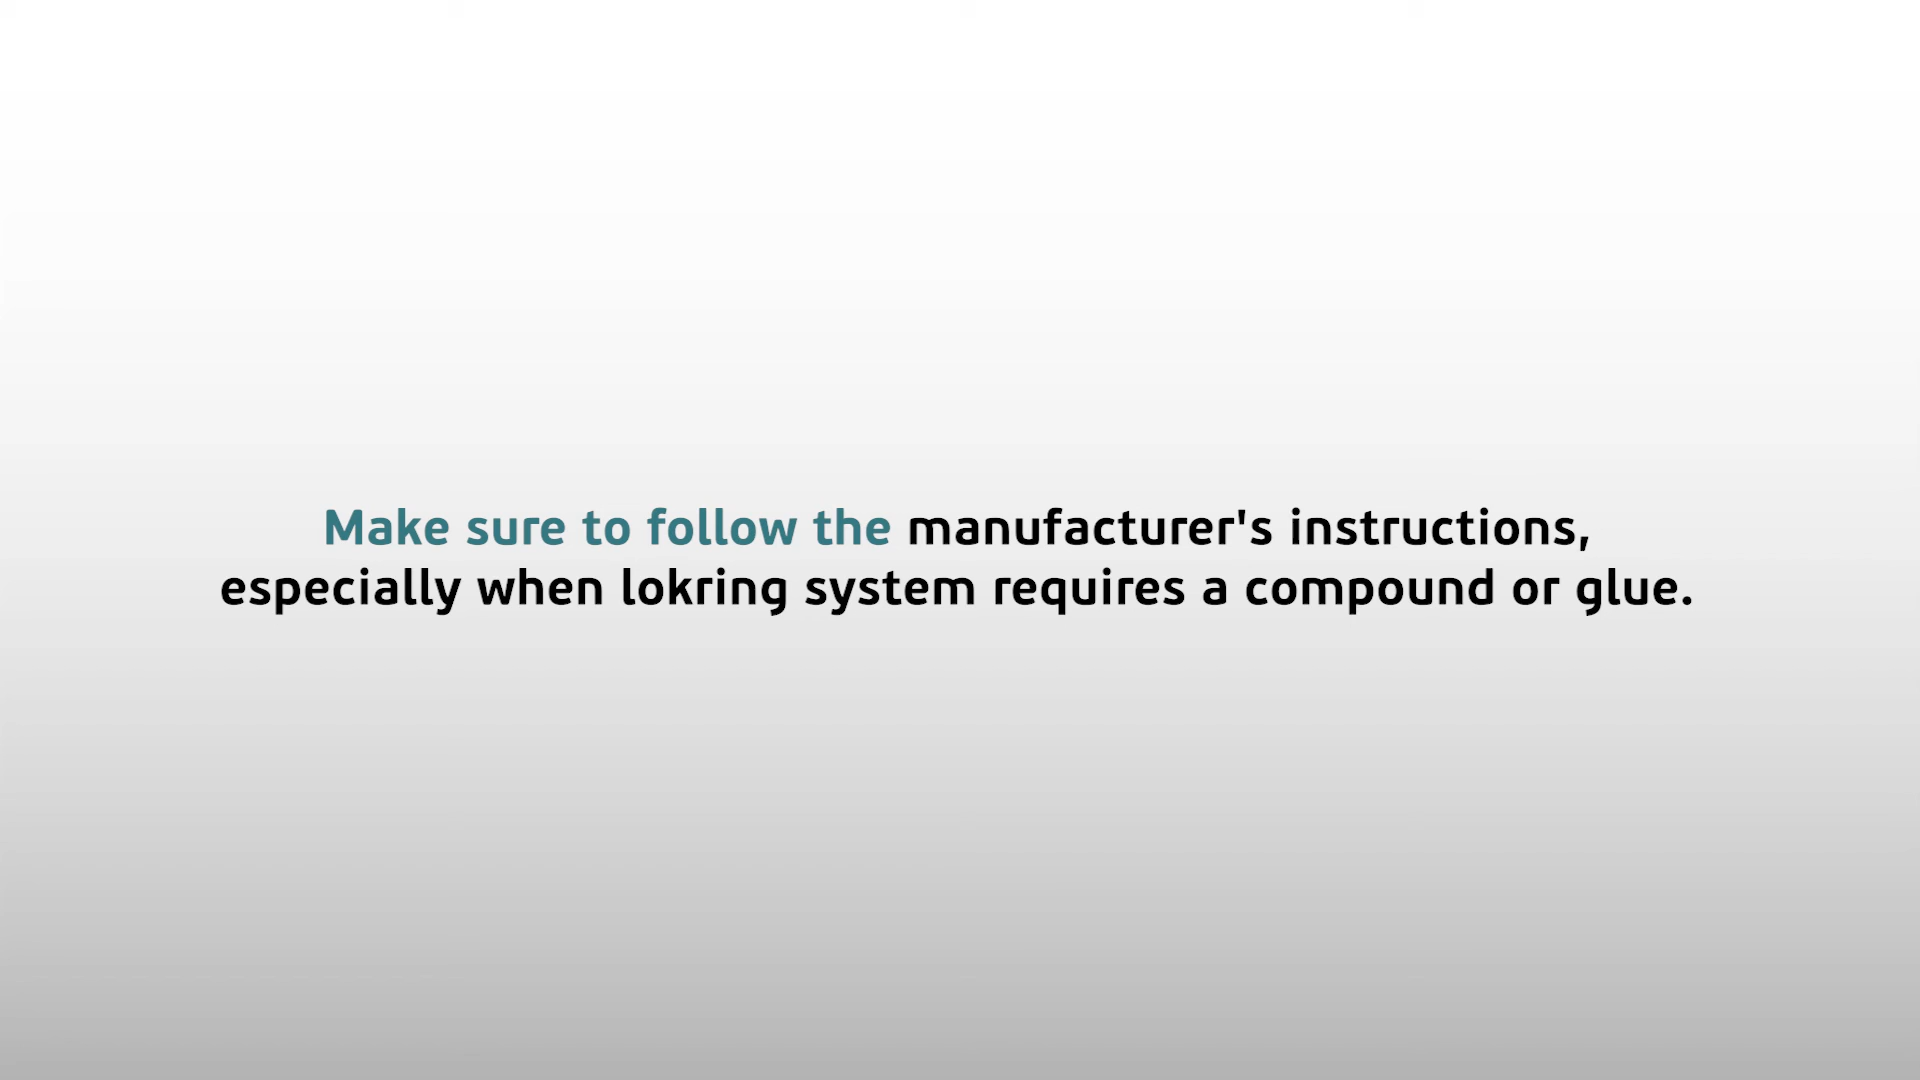 Make sure to follow the manufacturer's instructions,
especially when lokring system requires a compound or glue.